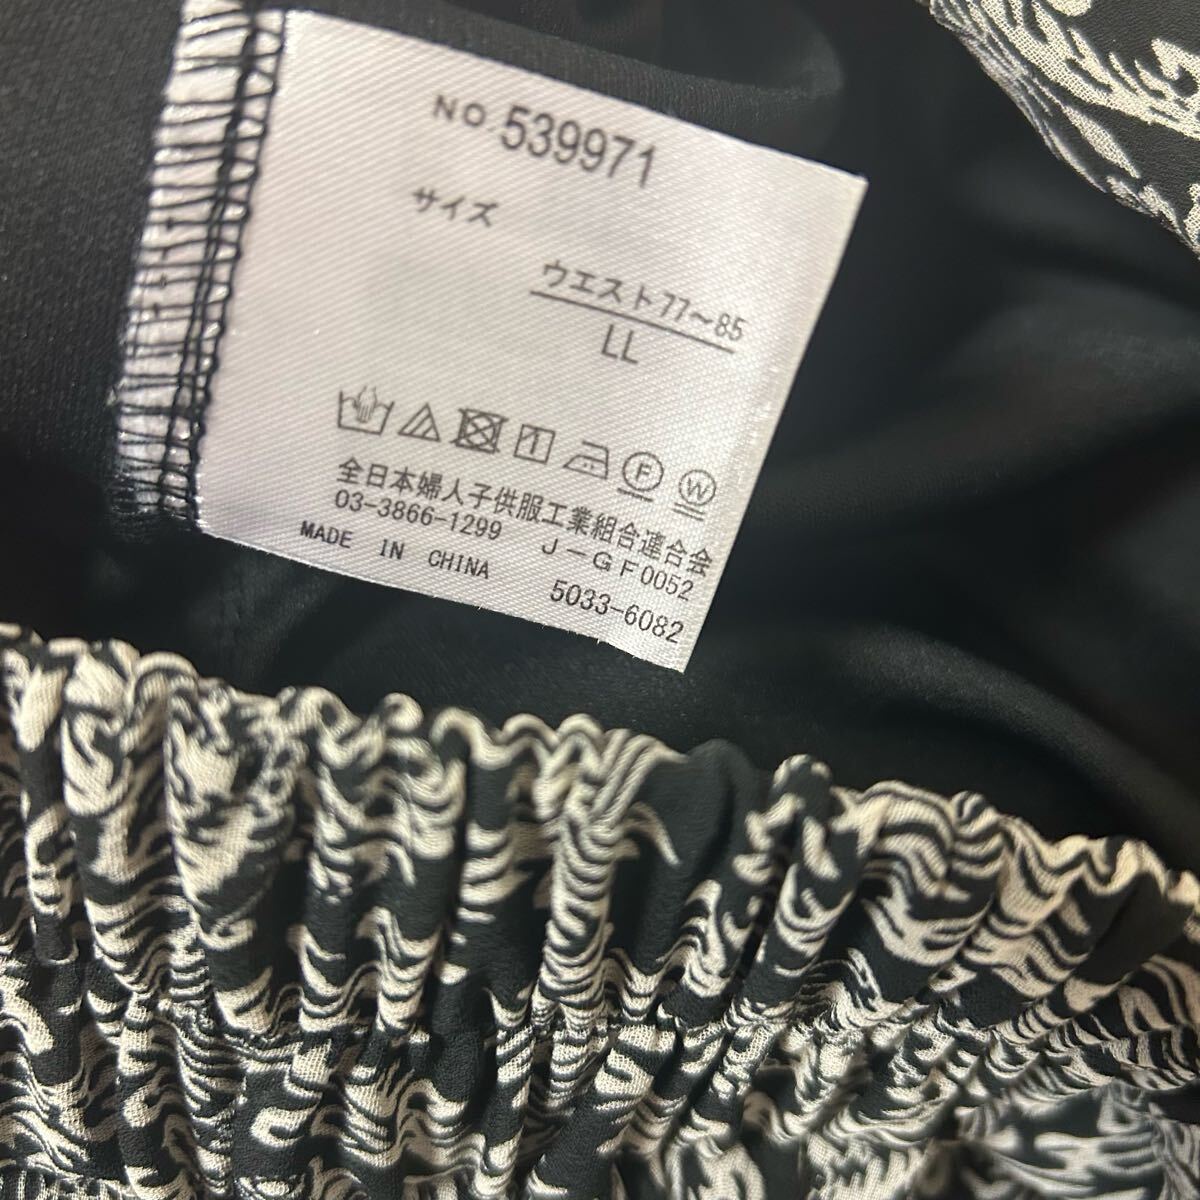 NO. 539971
サイズ
ウエスト77～85
LL
全日本婦人子供服工業組合連合会
03-3866-1299 J-GF0052
MADE IN CHINA
5033-6082